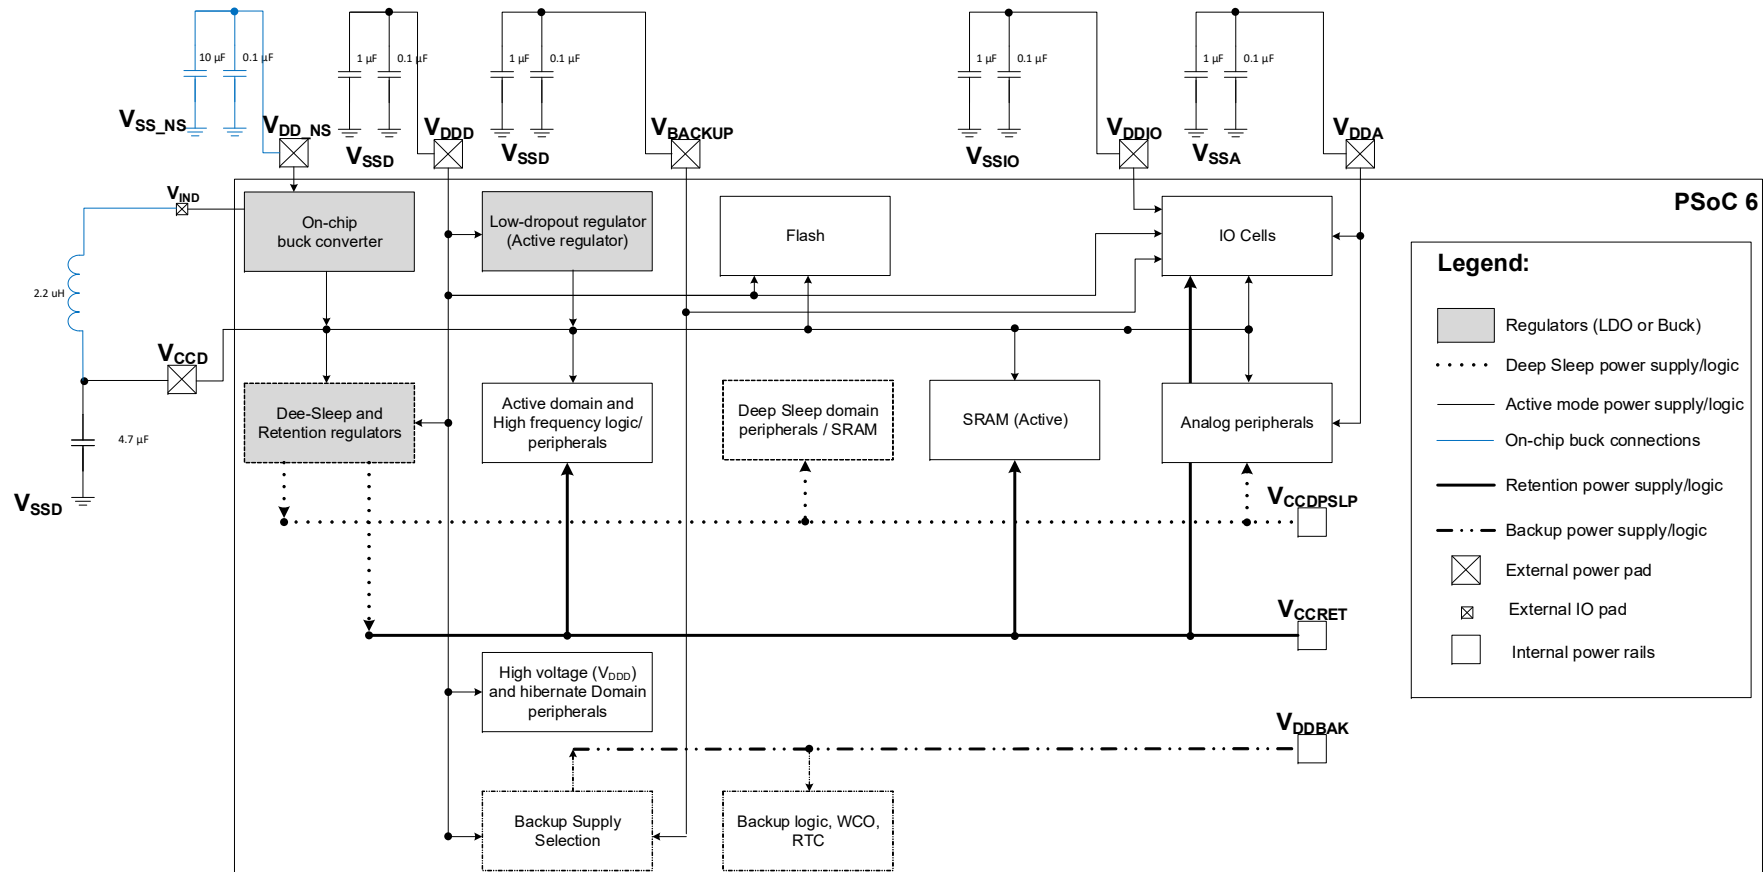 10 µF
0.1 µF
1 µF
0.1 µF
1 µF
0.1 µF
1 µF
0.1 µF
1 µF
0.1 µF
VSS_NS
VDD_NS
VDDD
VBACKUP
VDDIO
VDDA
VSSD
VSSD
VSSIO
VSSA
VIND
PSoC 6
On-chip
buck converter
Low-dropout regulator
(Active regulator)
Flash
IO Cells
2.2 uH
VCCD
4.7 µF
VSSD
Dee-Sleep and
Retention regulators
Active domain and
High frequency logic/
peripherals
Deep Sleep domain
peripherals / SRAM
SRAM (Active)
Analog peripherals
VCCDPSLP
VCCRET
High voltage (VDDD)
and hibernate Domain
peripherals
VDDBAK
Backup Supply
Selection
Backup logic, WCO,
RTC
Legend:
Regulators (LDO or Buck)
Deep Sleep power supply/logic
Active mode power supply/logic
On-chip buck connections
Retention power supply/logic
Backup power supply/logic
External power pad
External IO pad
Internal power rails